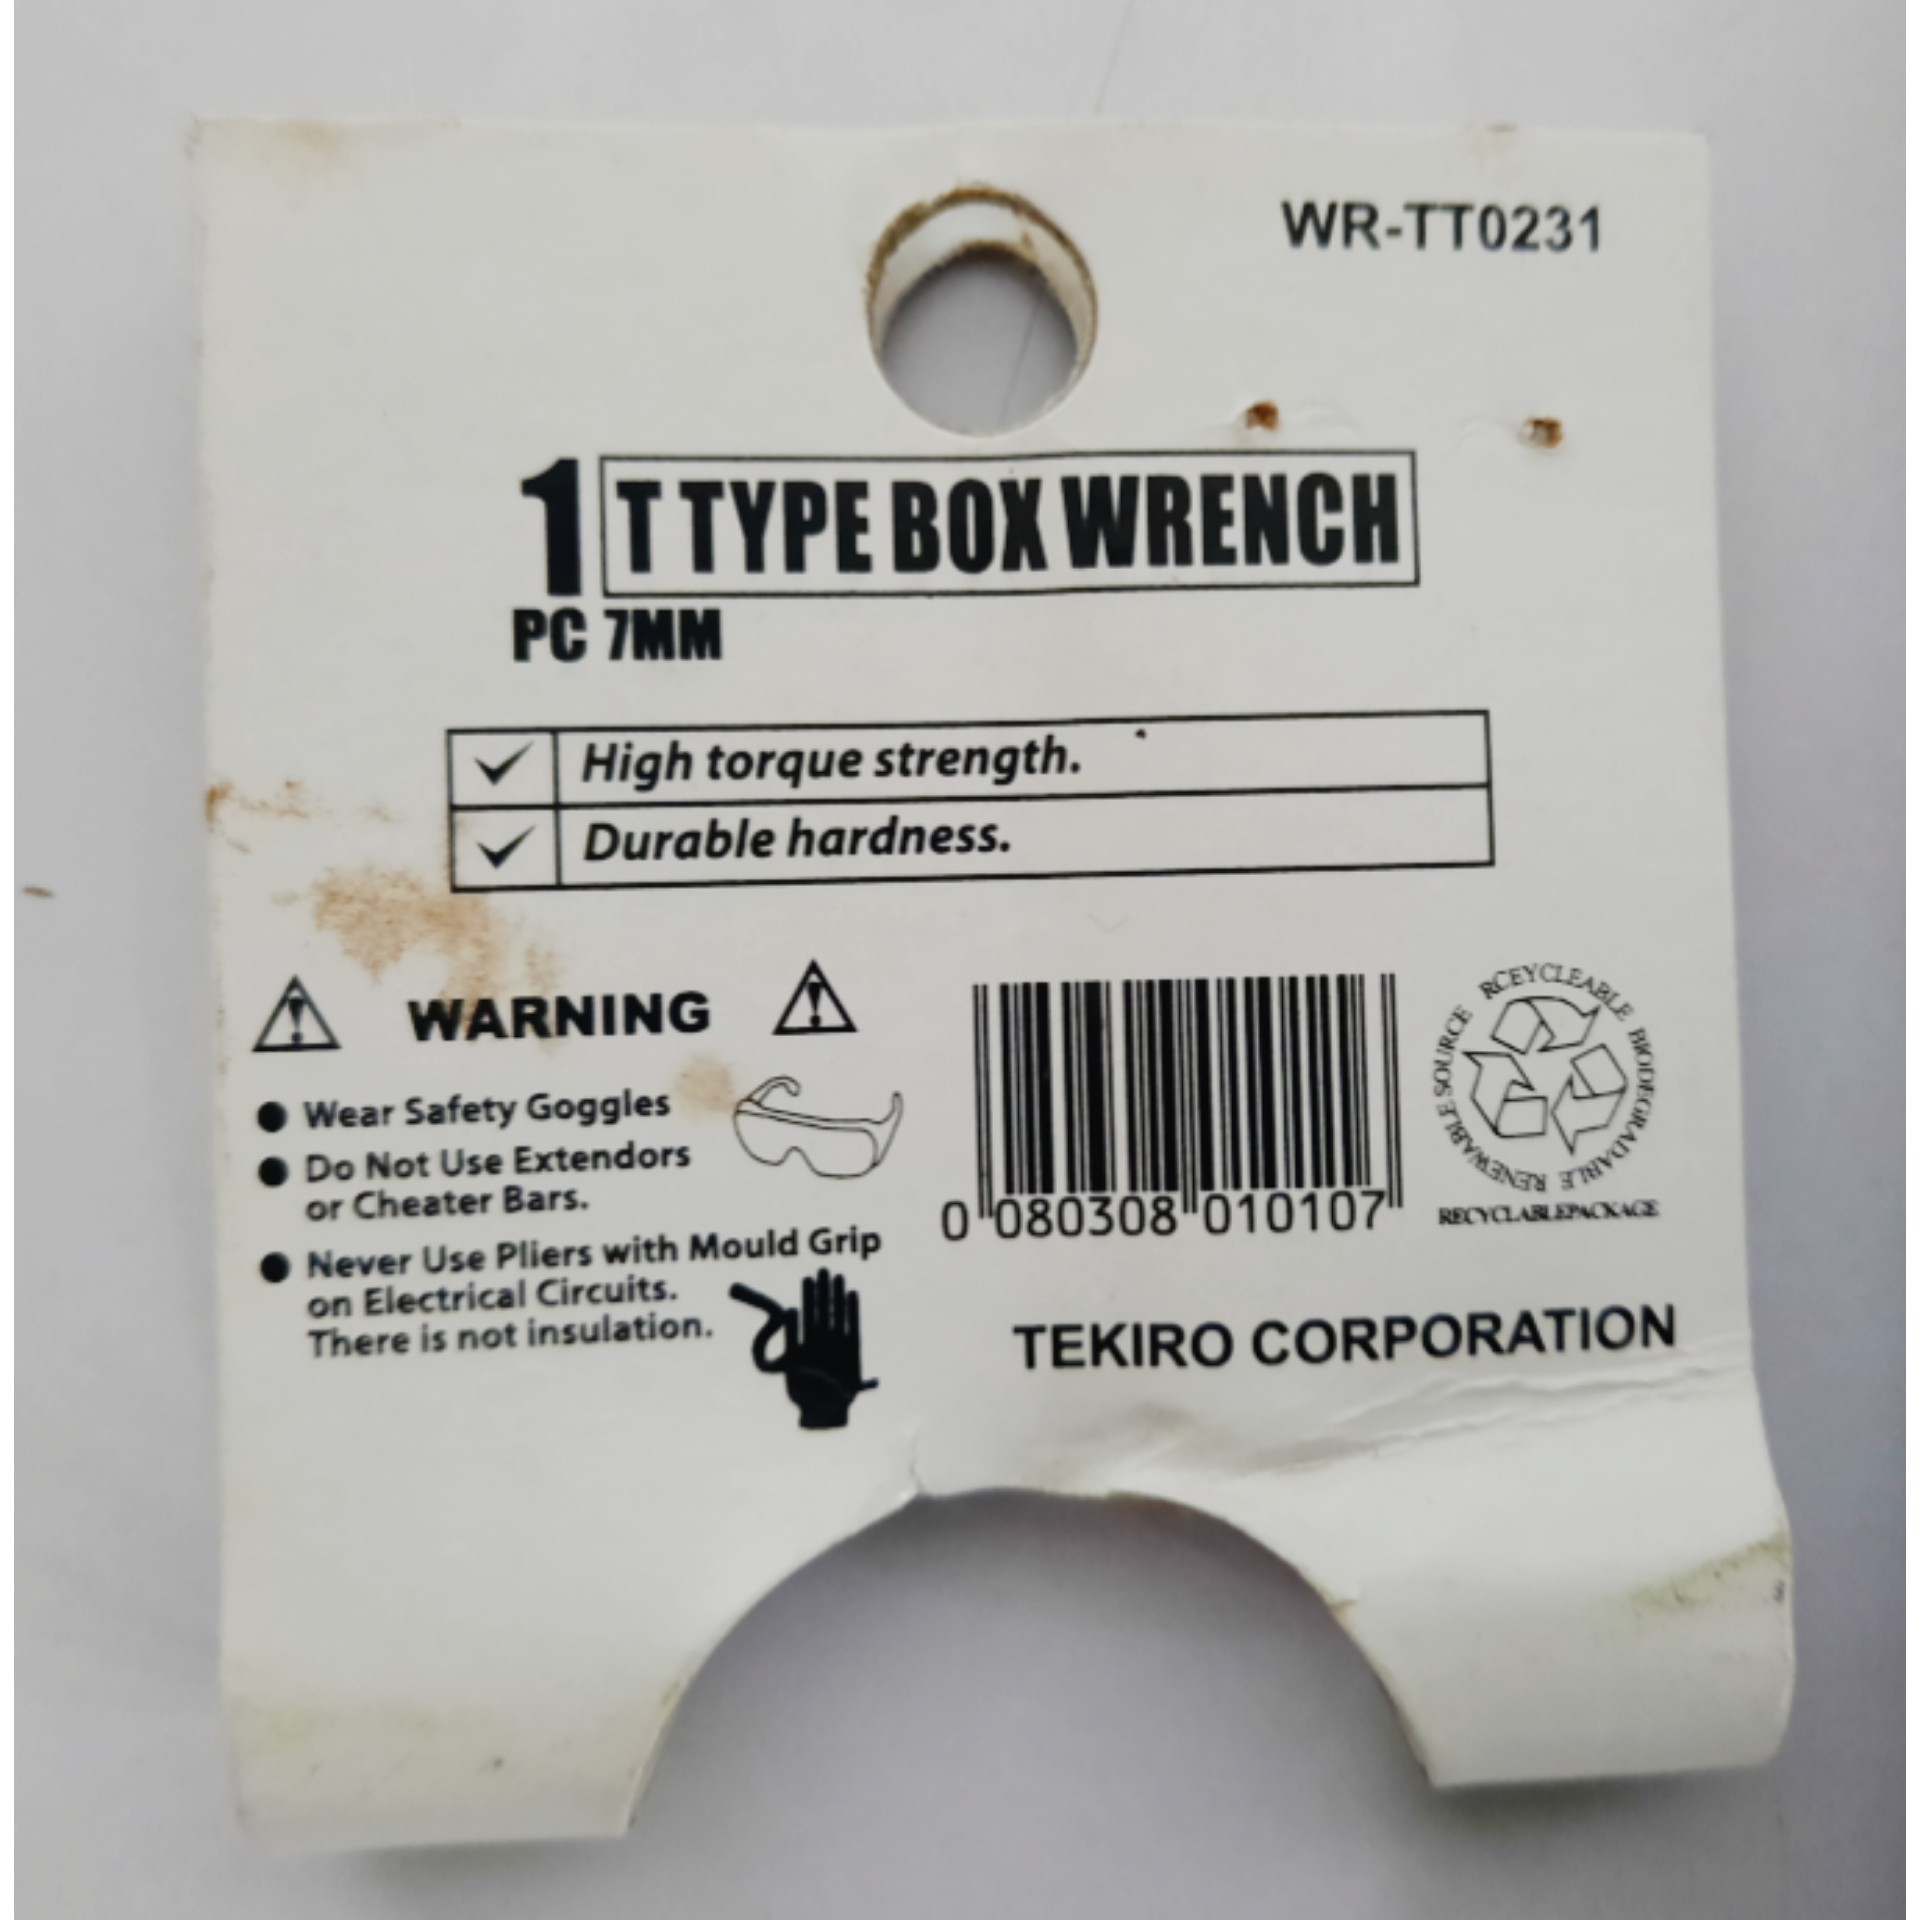 WR-TT0231
1 T TYPE BOX WRENCH
PC 7MM
High torque strength.
Durable hardness.
WARNING
Wear Safety Goggles
Do Not Use Extendors
or Cheater Bars.
Never Use Pliers with Mould Grip
on Electrical Circuits.
There is not insulation.
0 080308 010107
RCEYCLEABLE BIODEGRADABLE RENEWABLE SOURCE
RECYCLABLEPACKAGE
TEKIRO CORPORATION